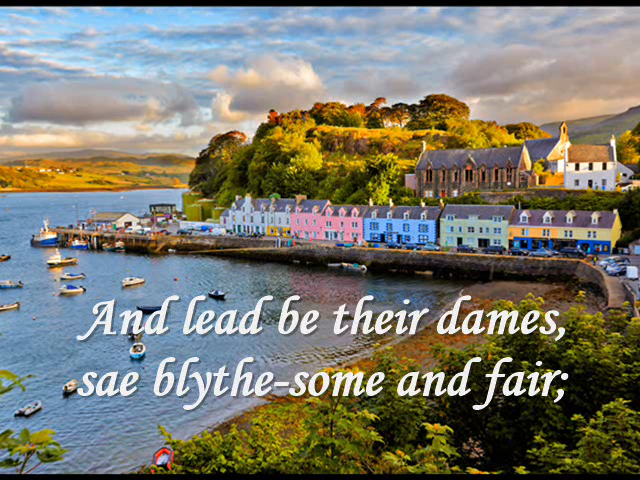 And lead be their dames,
sae blythe-some and fair;